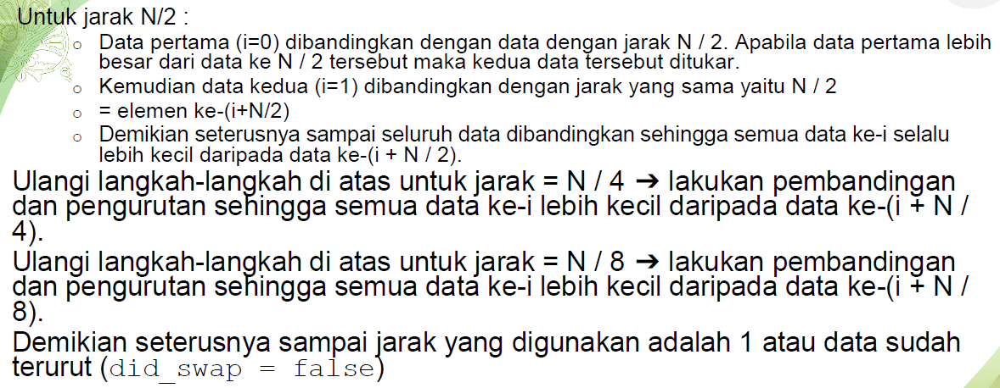 Untuk jarak N/2 :
○ Data pertama (i=0) dibandingkan dengan data dengan jarak N / 2. Apabila data pertama lebih
besar dari data ke N / 2 tersebut maka kedua data tersebut ditukar.
○ Kemudian data kedua (i=1) dibandingkan dengan jarak yang sama yaitu N / 2
○ = elemen ke-(i+N/2)
○ Demikian seterusnya sampai seluruh data dibandingkan sehingga semua data ke-i selalu
lebih kecil daripada data ke-(i + N / 2).
Ulangi langkah-langkah di atas untuk jarak = N / 4 ➔ lakukan pembandingan
dan pengurutan sehingga semua data ke-i lebih kecil daripada data ke-(i + N /
4).
Ulangi langkah-langkah di atas untuk jarak = N / 8 ➔ lakukan pembandingan
dan pengurutan sehingga semua data ke-i lebih kecil daripada data ke-(i + N /
8).
Demikian seterusnya sampai jarak yang digunakan adalah 1 atau data sudah
terurut (did_swap = false)